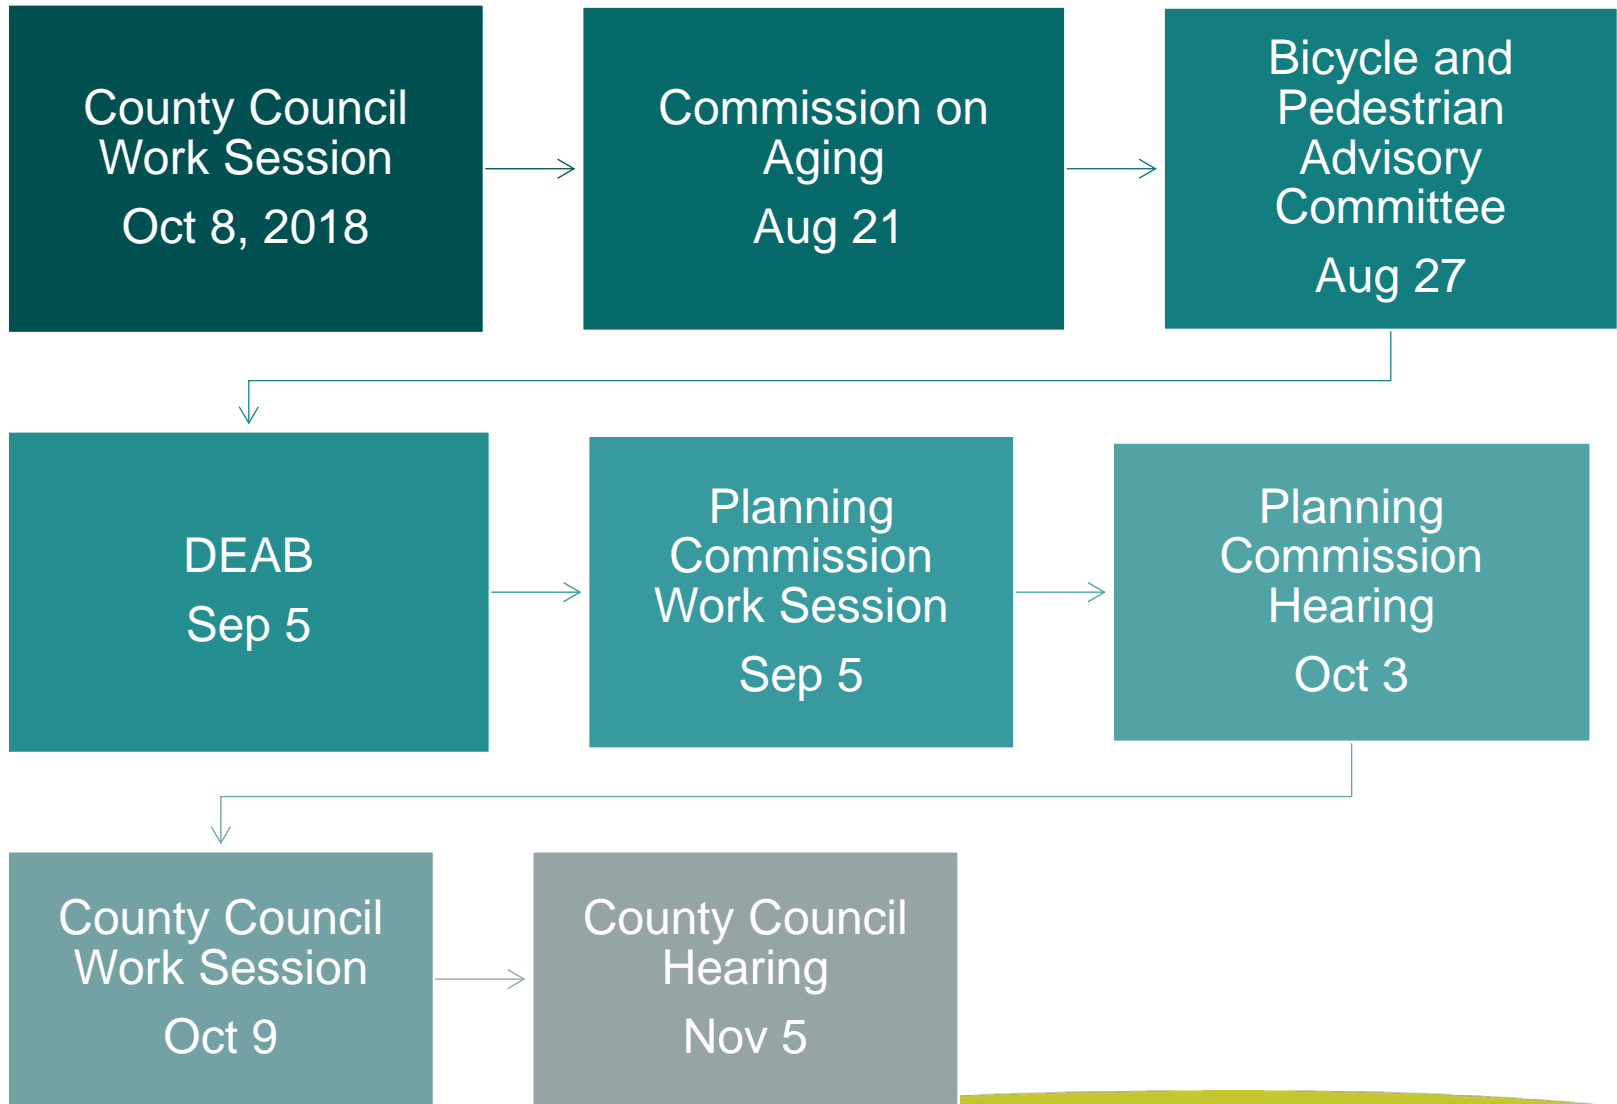 County Council
Work Session
Oct 8, 2018
Commission on
Aging
Aug 21
Bicycle and
Pedestrian
Advisory
Committee
Aug 27
DEAB
Sep 5
Planning
Commission
Work Session
Sep 5
Planning
Commission
Hearing
Oct 3
County Council
Work Session
Oct 9
County Council
Hearing
Nov 5